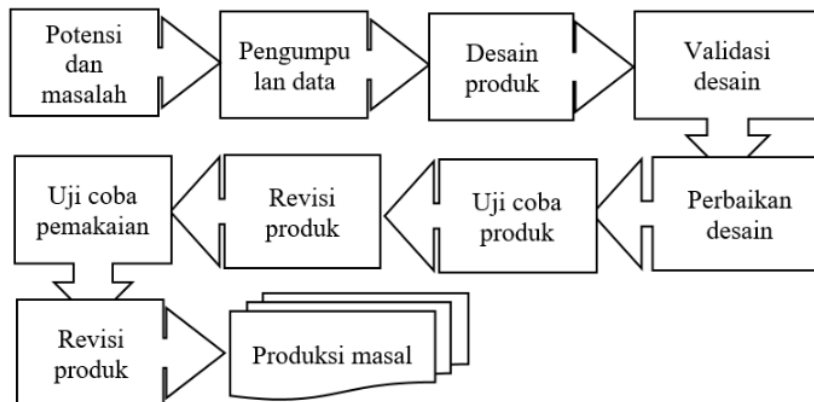 Potensi
dan
masalah
Pengumpu
lan data
Desain
produk
Validasi
desain
Perbaikan
desain
Uji coba
produk
Revisi
produk
Uji coba
pemakaian
Revisi
produk
Produksi masal